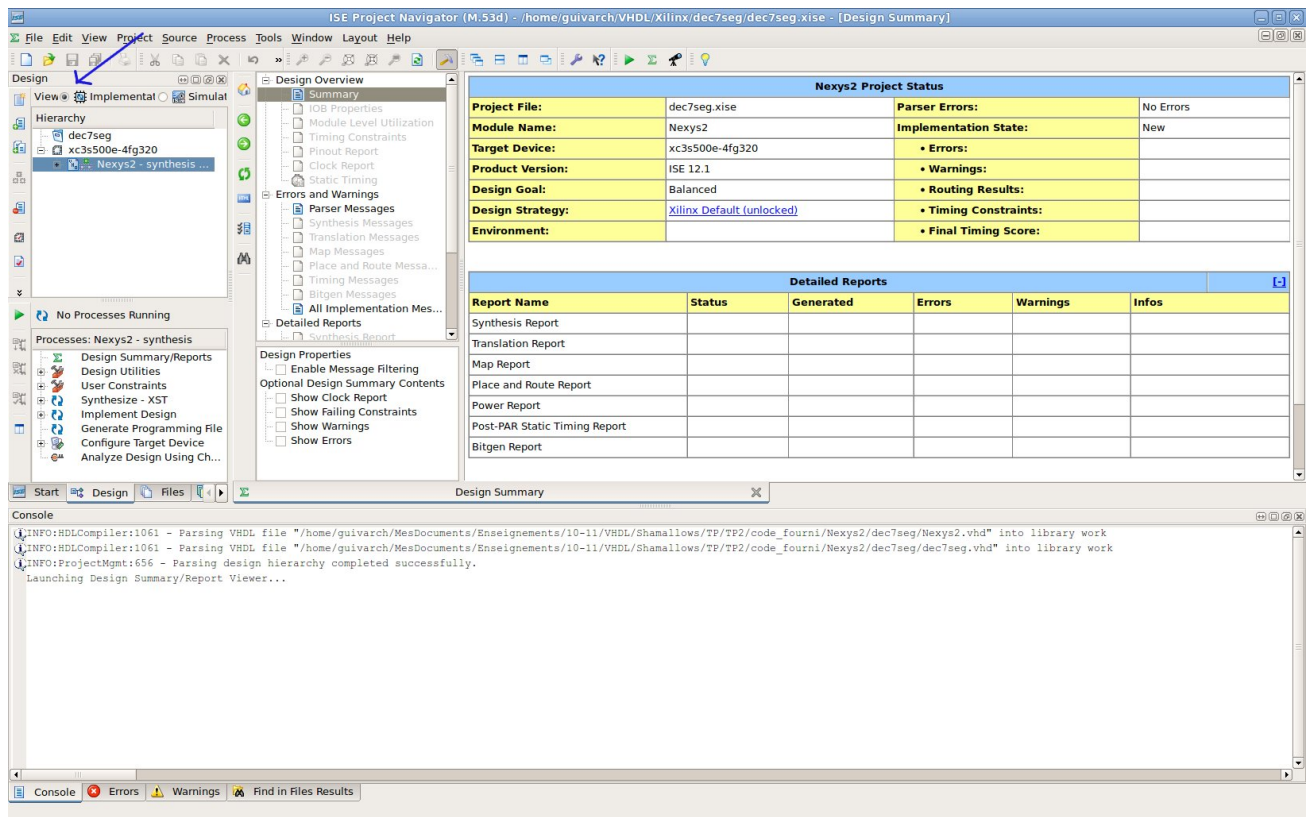 ISE Project Navigator (M.53d) - /home/guivarch/VHDL/Xilinx/dec7seg/dec7seg.xise - [Design Summary]
File Edit View Project Source Process Tools Window Layout Help
Design
View Implementat Simulat
Hierarchy
dec7seg
xc3s500e-4fg320
Nexys2 - synthesis ...
No Processes Running
Processes: Nexys2 - synthesis
Design Summary/Reports
Design Utilities
User Constraints
Synthesize - XST
Implement Design
Generate Programming File
Configure Target Device
Analyze Design Using Ch...
Start Design Files
Design Overview
Summary
IOB Properties
Module Level Utilization
Timing Constraints
Pinout Report
Clock Report
Static Timing
Errors and Warnings
Parser Messages
Synthesis Messages
Translation Messages
Map Messages
Place and Route Messa...
Timing Messages
Bitgen Messages
All Implementation Mes...
Detailed Reports
Synthesis Report
Design Properties
Enable Message Filtering
Optional Design Summary Contents
Show Clock Report
Show Failing Constraints
Show Warnings
Show Errors
Nexys2 Project Status
Project File: dec7seg.xise Parser Errors: No Errors
Module Name: Nexys2 Implementation State: New
Target Device: xc3s500e-4fg320 • Errors:
Product Version: ISE 12.1 • Warnings:
Design Goal: Balanced • Routing Results:
Design Strategy: Xilinx Default (unlocked) • Timing Constraints:
Environment: • Final Timing Score:
Detailed Reports [-]
Report Name Status Generated Errors Warnings Infos
Synthesis Report
Translation Report
Map Report
Place and Route Report
Power Report
Post-PAR Static Timing Report
Bitgen Report
Design Summary
Console
INFO:HDLCompiler:1061 - Parsing VHDL file "/home/guivarch/MesDocuments/Enseignements/10-11/VHDL/Shamallows/TP/TP2/code_fourni/Nexys2/dec7seg/Nexys2.vhd" into library work
INFO:HDLCompiler:1061 - Parsing VHDL file "/home/guivarch/MesDocuments/Enseignements/10-11/VHDL/Shamallows/TP/TP2/code_fourni/Nexys2/dec7seg/dec7seg.vhd" into library work
INFO:ProjectMgmt:656 - Parsing design hierarchy completed successfully.
Launching Design Summary/Report Viewer...
Console Errors Warnings Find in Files Results